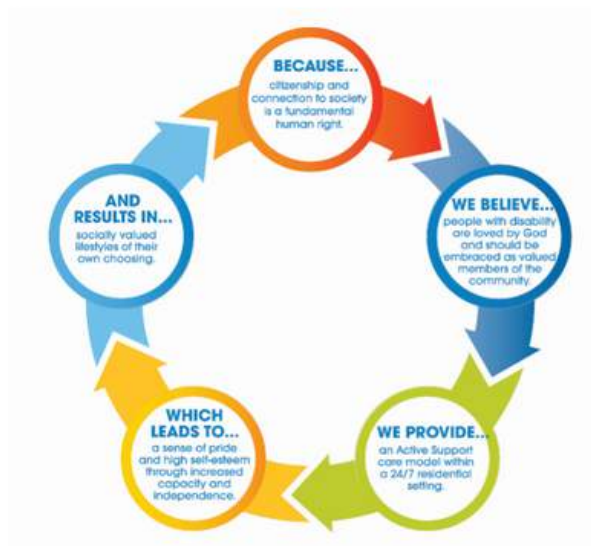 BECAUSE...
citizenship and
connection to society
is a fundamental
human right.
WE BELIEVE...
people with disability
are loved by God
and should be
embraced as valued
members of the
community.
WE PROVIDE...
an Active Support
care model within
a 24/7 residential
setting.
WHICH
LEADS TO...
a sense of pride
and high self-esteem
through increased
capacity and
independence.
AND
RESULTS IN...
socially valued
lifestyles of their
own choosing.